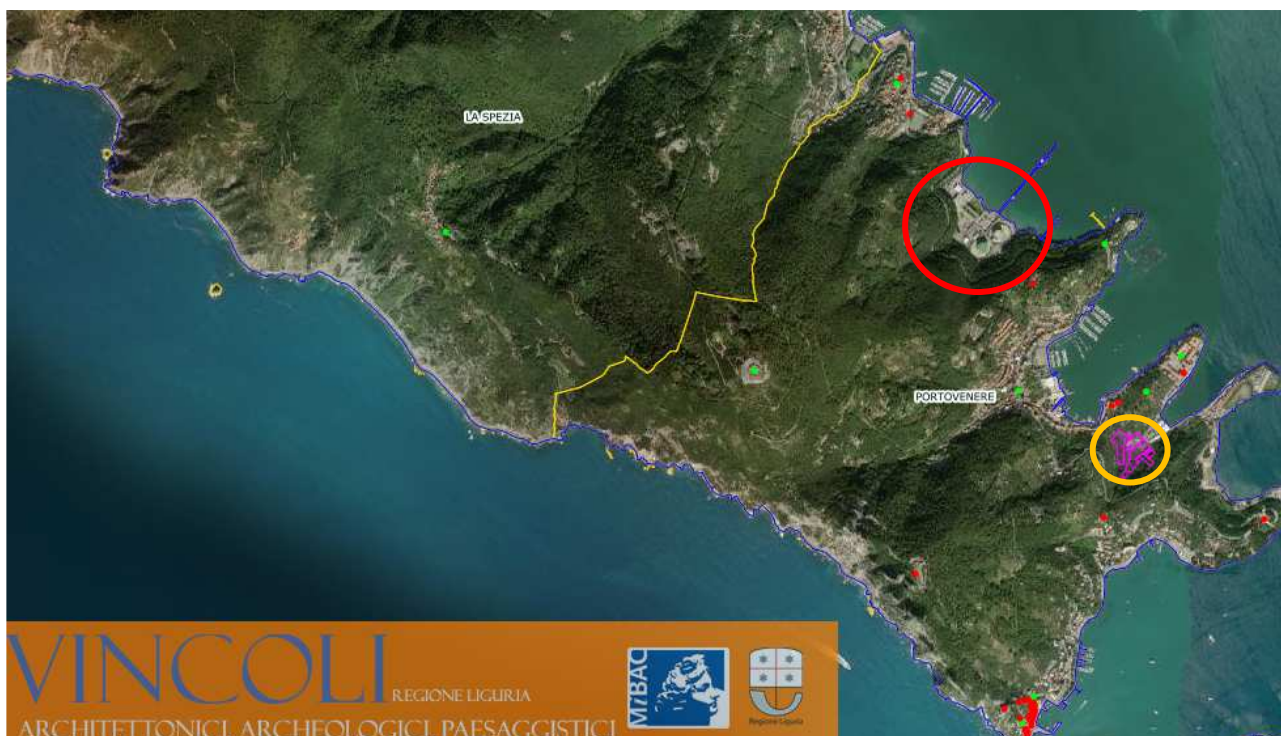 LA SPEZIA
PORTOVENERE
VINCOLI REGIONE LIGURIA
ARCHITETTONICI ARCHEOLOGICI PAESAGGISTICI
MiBAC
Regione Liguria